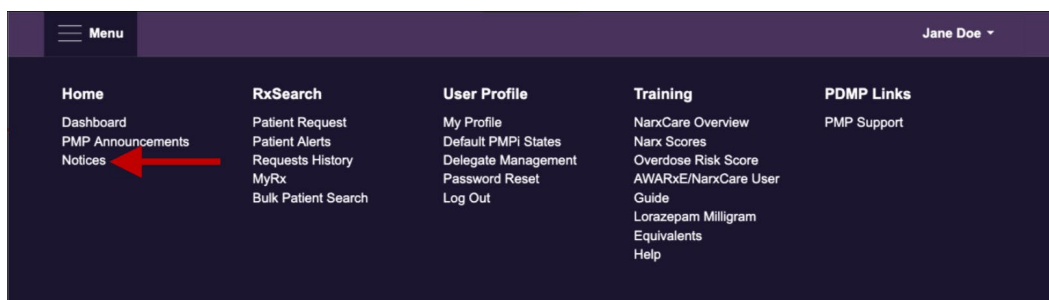 Menu
Jane Doe
Home
Dashboard
PMP Announcements
Notices
RxSearch
Patient Request
Patient Alerts
Requests History
MyRx
Bulk Patient Search
User Profile
My Profile
Default PMPi States
Delegate Management
Password Reset
Log Out
Training
NarxCare Overview
Narx Scores
Overdose Risk Score
AWARxE/NarxCare User
Guide
Lorazepam Milligram
Equivalents
Help
PDMP Links
PMP Support